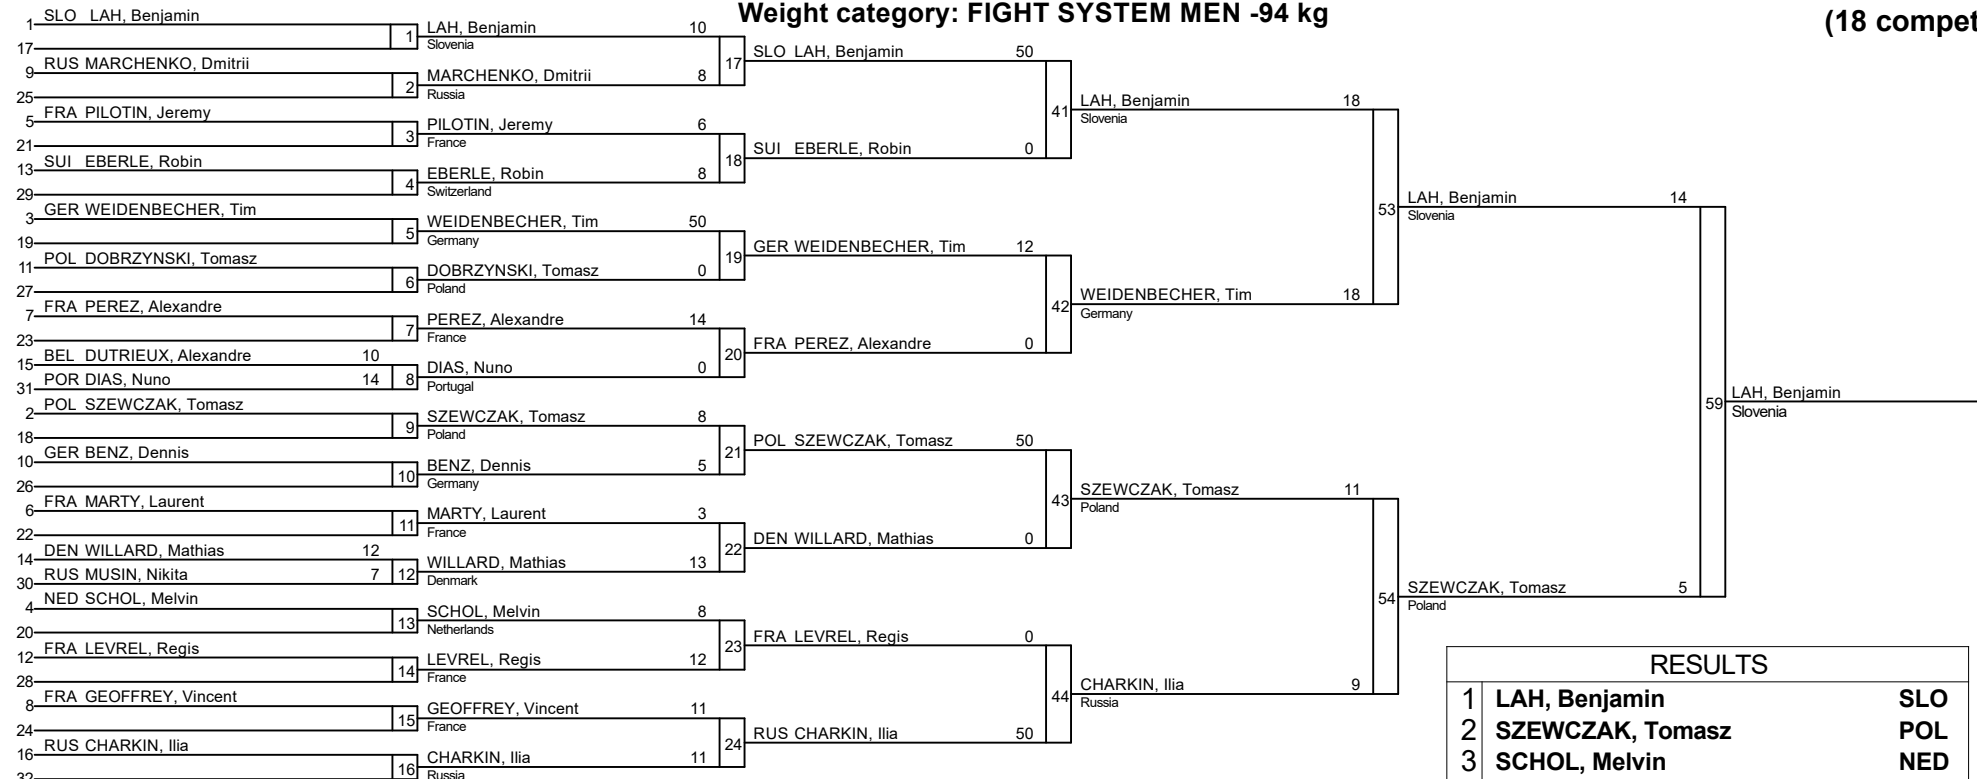 Weight category: FIGHT SYSTEM MEN -94 kg
(18 compet
1 SLO LAH, Benjamin
17
1
LAH, Benjamin 10
Slovenia
9 RUS MARCHENKO, Dmitrii
25
2
MARCHENKO, Dmitrii 8
Russia
17
SLO LAH, Benjamin 50
5 FRA PILOTIN, Jeremy
21
3
PILOTIN, Jeremy 6
France
13 SUI EBERLE, Robin
29
4
EBERLE, Robin 8
Switzerland
18
SUI EBERLE, Robin 0
41
LAH, Benjamin 18
Slovenia
3 GER WEIDENBECHER, Tim
19
5
WEIDENBECHER, Tim 50
Germany
11 POL DOBRZYNSKI, Tomasz
27
6
DOBRZYNSKI, Tomasz 0
Poland
19
GER WEIDENBECHER, Tim 12
7 FRA PEREZ, Alexandre
23
7
PEREZ, Alexandre 14
France
15 BEL DUTRIEUX, Alexandre 10
31 POR DIAS, Nuno 14
8
DIAS, Nuno 0
Portugal
20
FRA PEREZ, Alexandre 0
42
WEIDENBECHER, Tim 18
Germany
53
LAH, Benjamin 14
Slovenia
2 POL SZEWCZAK, Tomasz
18
9
SZEWCZAK, Tomasz 8
Poland
10 GER BENZ, Dennis
26
10
BENZ, Dennis 5
Germany
21
POL SZEWCZAK, Tomasz 50
6 FRA MARTY, Laurent
22
11
MARTY, Laurent 3
France
14 DEN WILLARD, Mathias 12
30 RUS MUSIN, Nikita 7
12
WILLARD, Mathias 13
Denmark
22
DEN WILLARD, Mathias 0
43
SZEWCZAK, Tomasz 11
Poland
4 NED SCHOL, Melvin
20
13
SCHOL, Melvin 8
Netherlands
12 FRA LEVREL, Regis
28
14
LEVREL, Regis 12
France
23
FRA LEVREL, Regis 0
8 FRA GEOFFREY, Vincent
24
15
GEOFFREY, Vincent 11
France
16 RUS CHARKIN, Ilia
32
16
CHARKIN, Ilia 11
Russia
24
RUS CHARKIN, Ilia 50
44
CHARKIN, Ilia 9
Russia
54
SZEWCZAK, Tomasz 5
Poland
59
LAH, Benjamin
Slovenia
RESULTS
1 LAH, Benjamin SLO
2 SZEWCZAK, Tomasz POL
3 SCHOL, Melvin NED